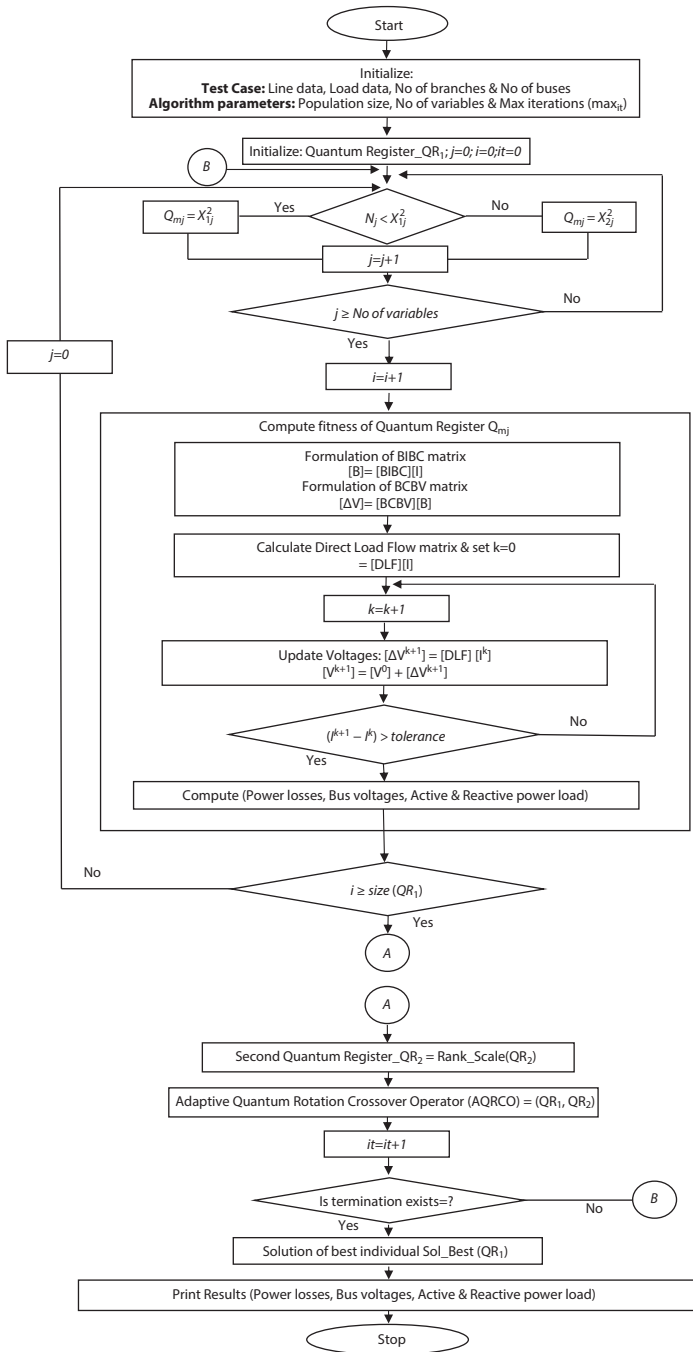 Start
Initialize:
Test Case: Line data, Load data, No of branches & No of buses
Algorithm parameters: Population size, No of variables & Max iterations (max_it)
Initialize: Quantum Register_QR₁; j=0; i=0;it=0
B
Q_mj = X²_1j
Yes
N_j < X²_1j
No
Q_mj = X²_2j
j=j+1
j ≥ No of variables
No
Yes
j=0
i=i+1
Compute fitness of Quantum Register Q_mj
Formulation of BIBC matrix
[B]= [BIBC][I]
Formulation of BCBV matrix
[ΔV]= [BCBV][B]
Calculate Direct Load Flow matrix & set k=0
= [DLF][I]
k=k+1
Update Voltages: [ΔV^k+1] = [DLF] [I^k]
[V^k+1] = [V⁰] + [ΔV^k+1]
(I^k+1 − I^k) > tolerance
No
Yes
Compute (Power losses, Bus voltages, Active & Reactive power load)
No
i ≥ size (QR₁)
Yes
A
A
Second Quantum Register_QR₂ = Rank_Scale(QR₂)
Adaptive Quantum Rotation Crossover Operator (AQRCO) = (QR₁, QR₂)
it=it+1
Is termination exists=?
No
B
Yes
Solution of best individual Sol_Best (QR₁)
Print Results (Power losses, Bus voltages, Active & Reactive power load)
Stop